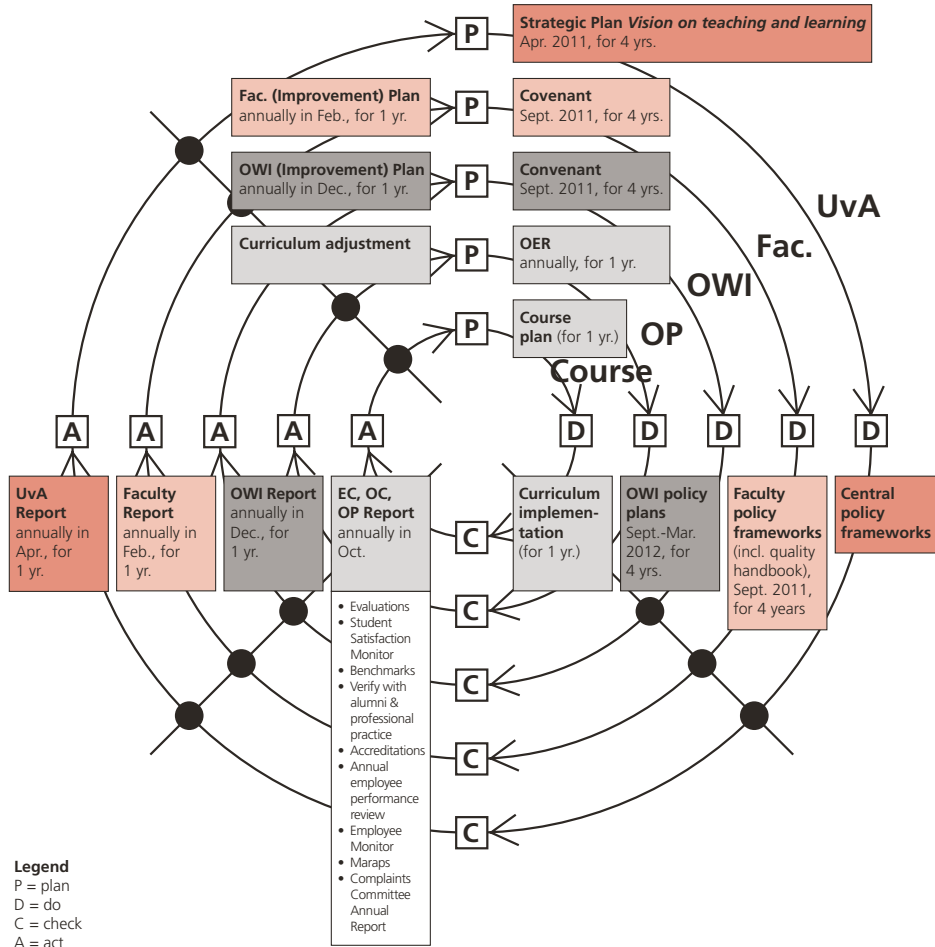 P
Strategic Plan Vision on teaching and learning
Apr. 2011, for 4 yrs.
Fac. (Improvement) Plan
annually in Feb., for 1 yr.
P
Covenant
Sept. 2011, for 4 yrs.
OWI (Improvement) Plan
annually in Dec., for 1 yr.
P
Convenant
Sept. 2011, for 4 yrs.
Curriculum adjustment
P
OER
annually, for 1 yr.
P
Course
plan (for 1 yr.)
UvA
Fac.
OWI
OP
Course
A
A
A
A
A
D
D
D
D
D
UvA
Report
annually in
Apr., for
1 yr.
Faculty
Report
annually in
Feb., for
1 yr.
OWI Report
annually in
Dec., for
1 yr.
EC, OC,
OP Report
annually in
Oct.
Curriculum
implemen-
tation
(for 1 yr.)
OWI policy
plans
Sept.-Mar.
2012, for
4 yrs.
Faculty
policy
frameworks
(incl. quality
handbook),
Sept. 2011,
for 4 years
Central
policy
frameworks
C
C
C
C
C
• Evaluations
• Student
Satisfaction
Monitor
• Benchmarks
• Verify with
alumni &
professional
practice
• Accreditations
• Annual
employee
performance
review
• Employee
Monitor
• Maraps
• Complaints
Committee
Annual
Report
Legend
P = plan
D = do
C = check
A = act